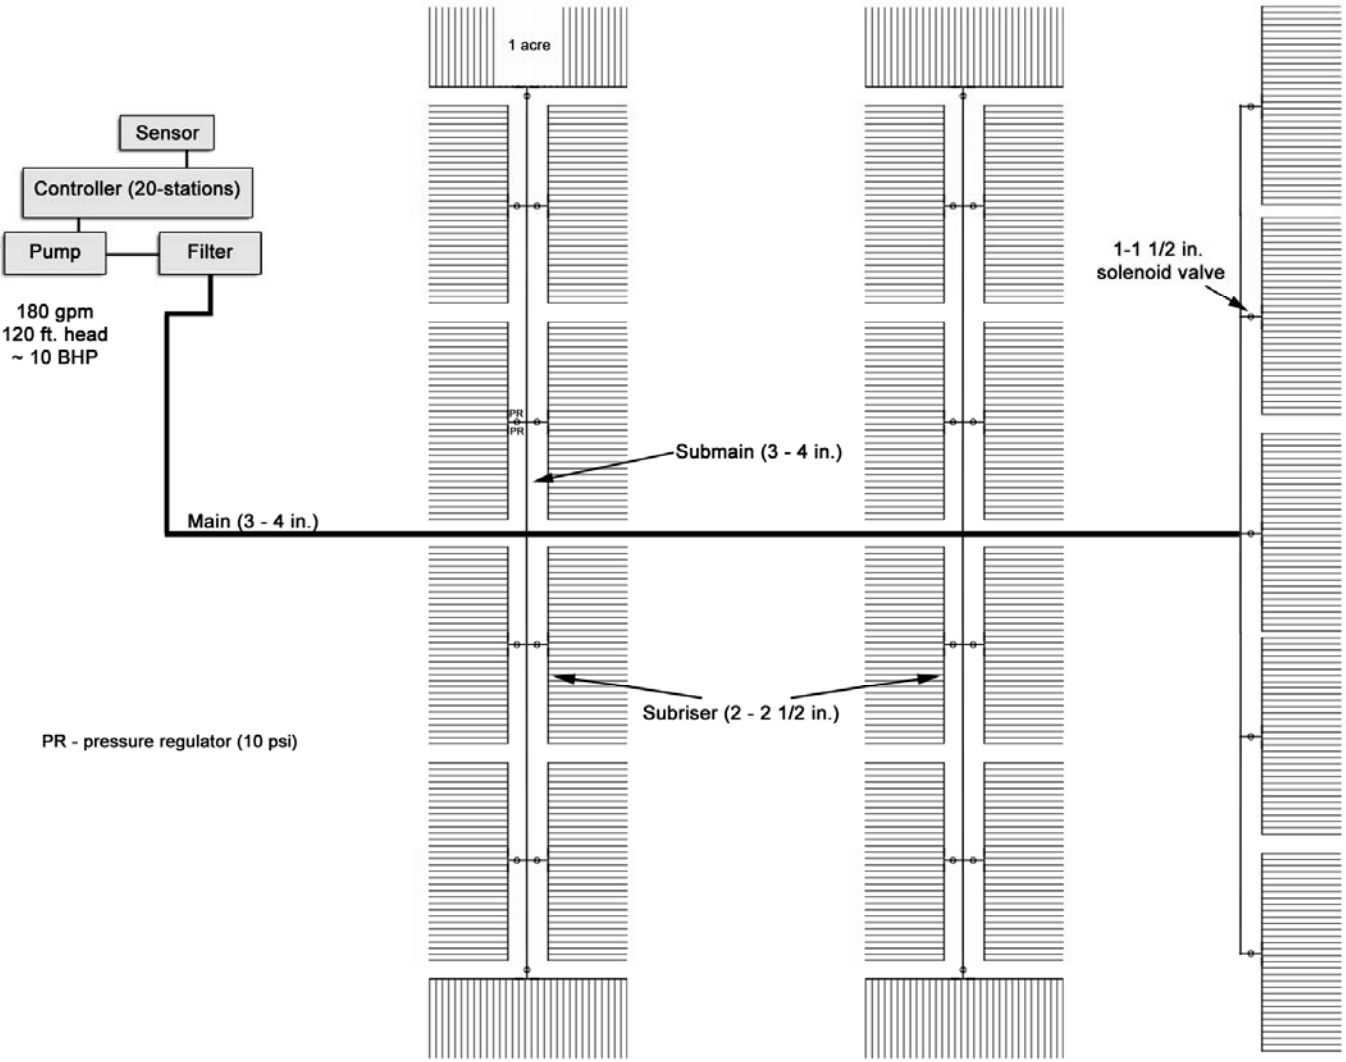 1 acre
Sensor
Controller (20-stations)
Pump
Filter
180 gpm
120 ft. head
~ 10 BHP
1-1 1/2 in.
solenoid valve
PR
PR
Submain (3 - 4 in.)
Main (3 - 4 in.)
Subriser (2 - 2 1/2 in.)
PR - pressure regulator (10 psi)